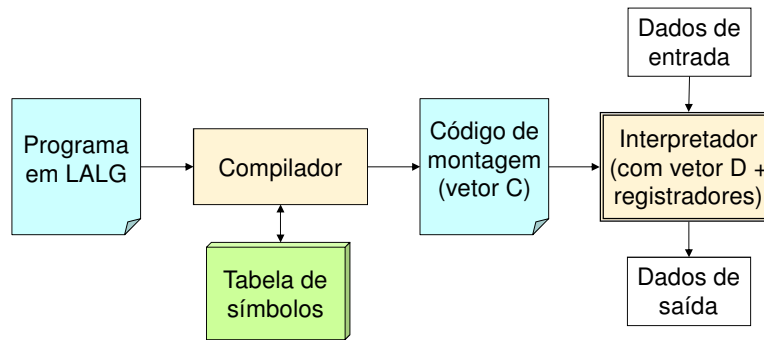 Dados de
entrada
Programa
em LALG
Compilador
Código de
montagem
(vetor C)
Interpretador
(com vetor D +
registradores)
Tabela de
símbolos
Dados de
saída